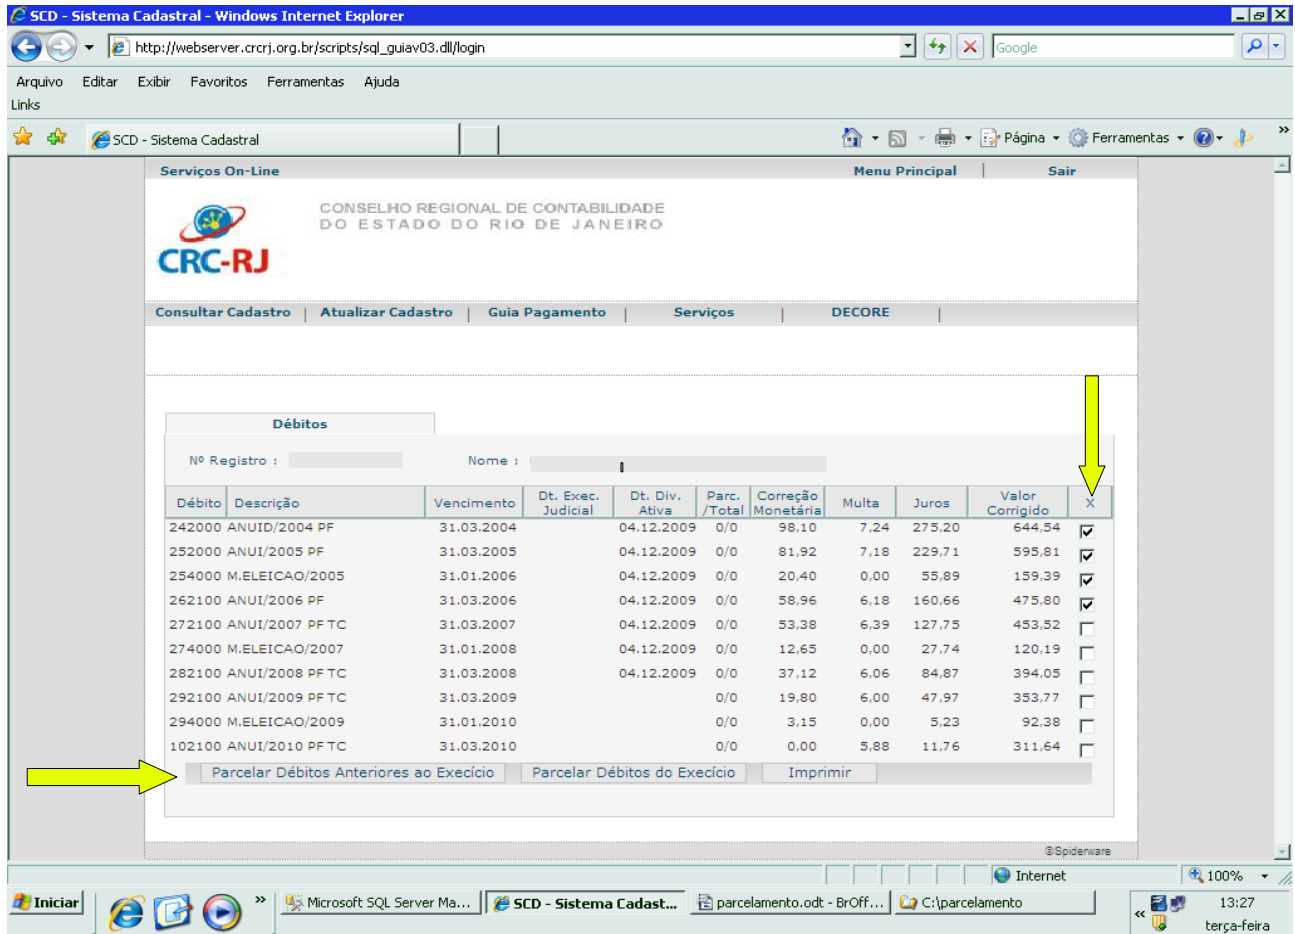 SCD - Sistema Cadastral - Windows Internet Explorer
http://webserver.crcrj.org.br/scripts/sql_guiav03.dll/login
Google
Arquivo Editar Exibir Favoritos Ferramentas Ajuda
Links
SCD - Sistema Cadastral
Página Ferramentas »
Serviços On-Line Menu Principal | Sair
CONSELHO REGIONAL DE CONTABILIDADE
DO ESTADO DO RIO DE JANEIRO
CRC-RJ
Consultar Cadastro | Atualizar Cadastro | Guia Pagamento | Serviços | DECORE |
Débitos
Nº Registro : Nome :
Débito Descrição Vencimento Dt. Exec. Judicial Dt. Div. Ativa Parc. /Total Correção Monetária Multa Juros Valor Corrigido X
242000 ANUID/2004 PF 31.03.2004 04.12.2009 0/0 98,10 7,24 275,20 644,54
252000 ANUI/2005 PF 31.03.2005 04.12.2009 0/0 81,92 7,18 229,71 595,81
254000 M.ELEICAO/2005 31.01.2006 04.12.2009 0/0 20,40 0,00 55,89 159,39
262100 ANUI/2006 PF 31.03.2006 04.12.2009 0/0 58,96 6,18 160,66 475,80
272100 ANUI/2007 PF TC 31.03.2007 04.12.2009 0/0 53,38 6,39 127,75 453,52
274000 M.ELEICAO/2007 31.01.2008 04.12.2009 0/0 12,65 0,00 27,74 120,19
282100 ANUI/2008 PF TC 31.03.2008 04.12.2009 0/0 37,12 6,06 84,87 394,05
292100 ANUI/2009 PF TC 31.03.2009 0/0 19,80 6,00 47,97 353,77
294000 M.ELEICAO/2009 31.01.2010 0/0 3,15 0,00 5,23 92,38
102100 ANUI/2010 PF TC 31.03.2010 0/0 0,00 5,88 11,76 311,64
Parcelar Débitos Anteriores ao Execício Parcelar Débitos do Execício Imprimir
©Spiderware
Internet 100%
Iniciar » Microsoft SQL Server Ma... SCD - Sistema Cadast... parcelamento.odt - BrOff... C:\parcelamento « 13:27
terça-feira